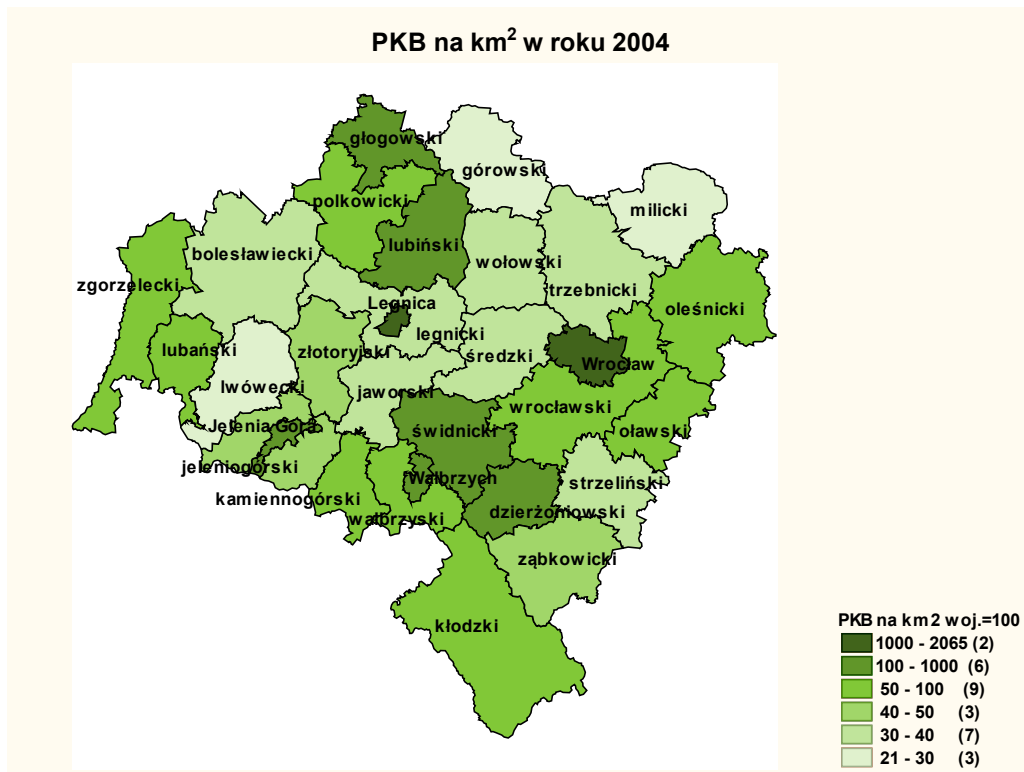 PKB na km² w roku 2004
głogowski
górowski
polkowicki
milicki
lubiński
bolesławiecki
wołowski
zgorzelecki
trzebnicki
Legnica
oleśnicki
legnicki
lubański
złotoryjski
średzki
Wrocław
lwówecki
jaworski
wrocławski
Jelenia Góra
świdnicki
oławski
jeleniogórski
Wałbrzych
strzeliński
kamiennogórski
wałbrzyski
dzierżoniowski
ząbkowicki
kłodzki
PKB na km2 woj.=100
1000 - 2065 (2)
100 - 1000 (6)
50 - 100 (9)
40 - 50 (3)
30 - 40 (7)
21 - 30 (3)